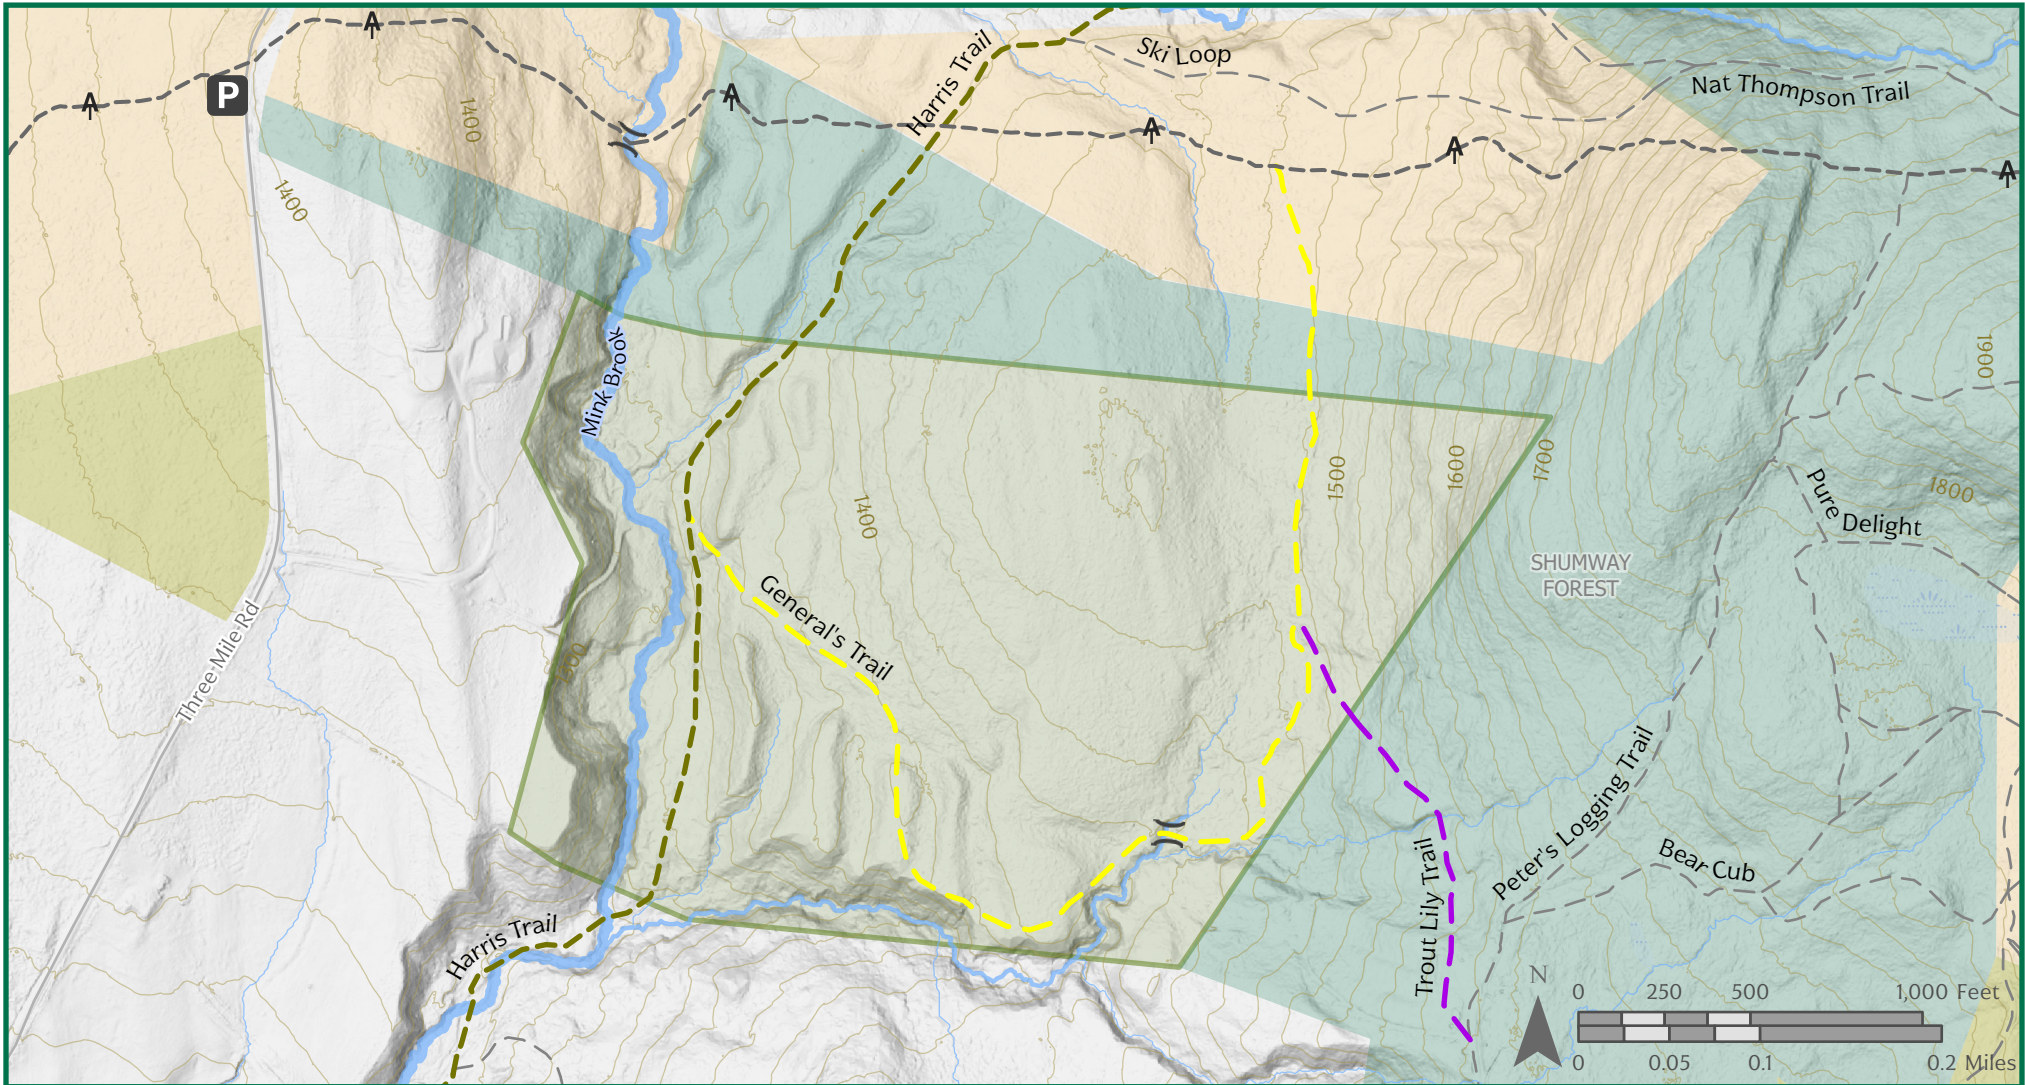 P
Harris Trail
Ski Loop
Nat Thompson Trail
1400
1400
Mink Brook
1060
1500
1600
1700
1400
Pure Delight
1800
SHUMWAY
FOREST
General's Trail
Three Mile Rd
Peter's Logging Trail
Bear Cub
Trout Lily Trail
Harris Trail
N
0 250 500 1,000 Feet
0 0.05 0.1 0.2 Miles